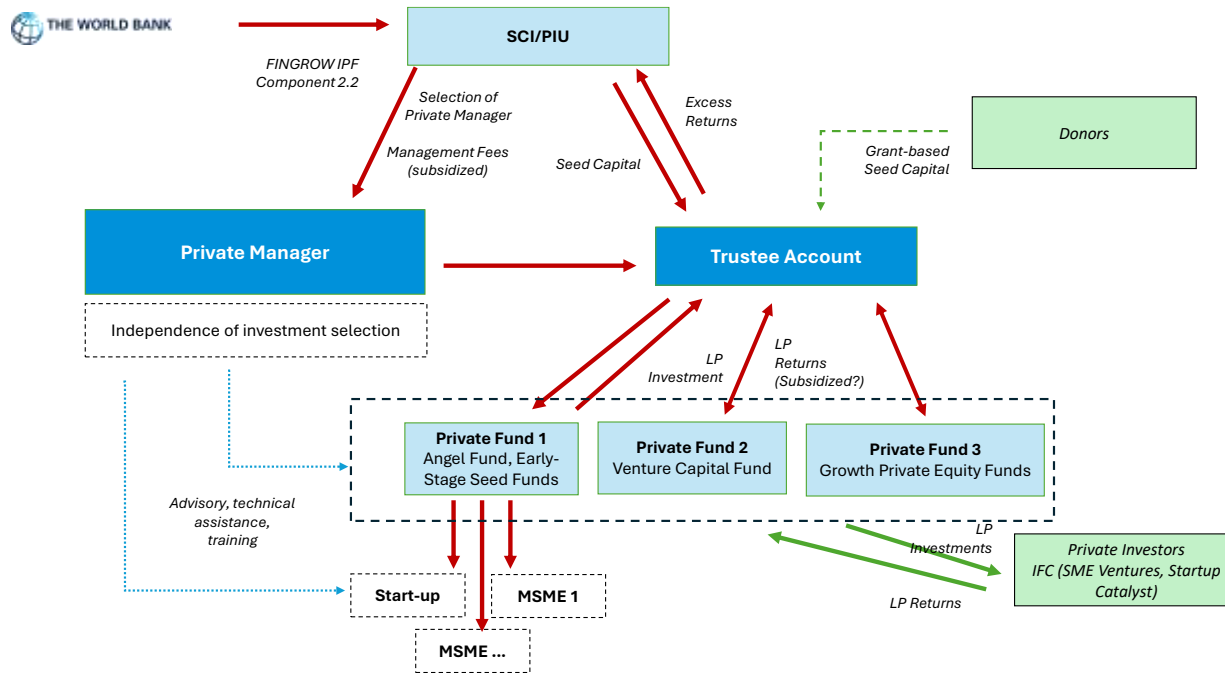 THE WORLD BANK
SCI/PIU
FINGROW IPF
Component 2.2
Selection of
Private Manager
Management Fees
(subsidized)
Excess
Returns
Seed Capital
Donors
Grant-based
Seed Capital
Private Manager
Trustee Account
Independence of investment selection
LP
Investment
LP
Returns
(Subsidized?)
Private Fund 1
Angel Fund, Early-
Stage Seed Funds
Private Fund 2
Venture Capital Fund
Private Fund 3
Growth Private Equity Funds
Advisory, technical
assistance,
training
LP
Investments
LP Returns
Private Investors
IFC (SME Ventures, Startup
Catalyst)
Start-up
MSME 1
MSME ...